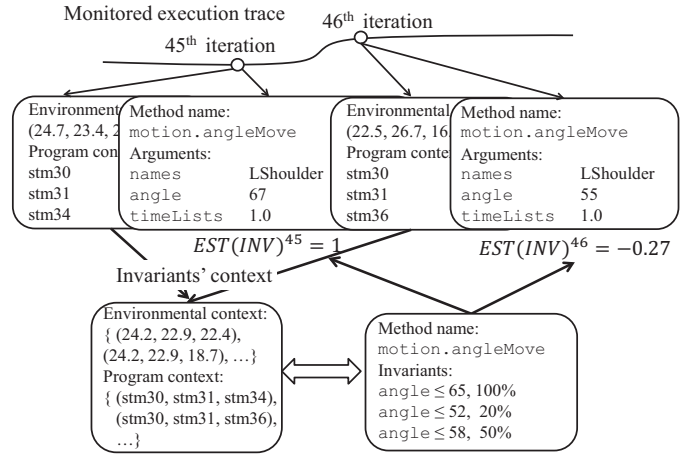 Monitored execution trace
46th iteration
45th iteration
Environment
(24.7, 23.4, 2
Program con
stm30
stm31
stm34
Method name:
motion.angleMove
Arguments:
names LShoulder
angle 67
timeLists 1.0
Environmental
(22.5, 26.7, 16
Program conte
stm30
stm31
stm36
Method name:
motion.angleMove
Arguments:
names LShoulder
angle 55
timeLists 1.0
EST(INV)^45 = 1
EST(INV)^46 = −0.27
Invariants' context
Environmental context:
{ (24.2, 22.9, 22.4),
(24.2, 22.9, 18.7), …}
Program context:
{ (stm30, stm31, stm34),
(stm30, stm31, stm36),
…}
Method name:
motion.angleMove
Invariants:
angle ≤ 65, 100%
angle ≤ 52, 20%
angle ≤ 58, 50%